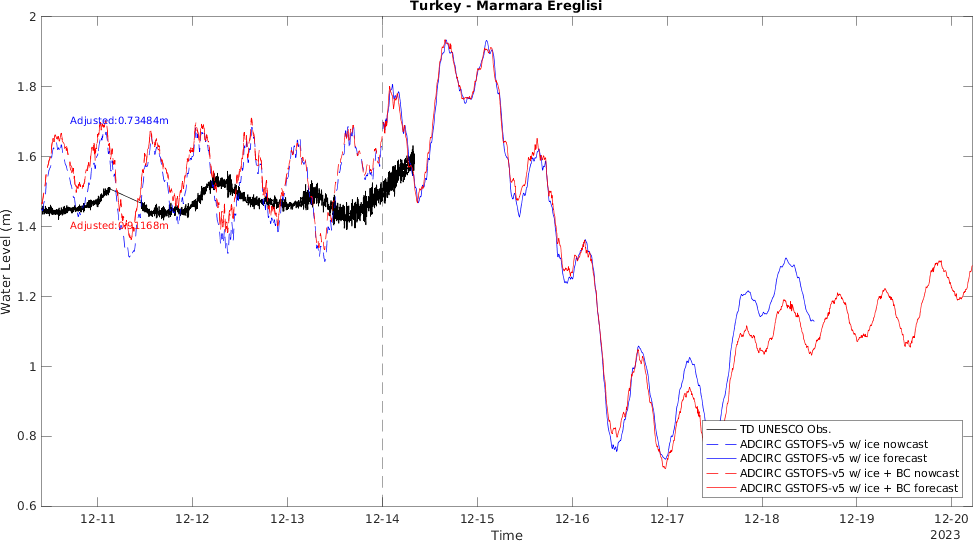 Turkey - Marmara Ereglisi
Water Level (m)
2
1.8
1.6
1.4
1.2
1
0.8
0.6
Adjusted:0.73484m
Adjusted:0.91168m
TD UNESCO Obs.
ADCIRC GSTOFS-v5 w/ ice nowcast
ADCIRC GSTOFS-v5 w/ ice forecast
ADCIRC GSTOFS-v5 w/ ice + BC nowcast
ADCIRC GSTOFS-v5 w/ ice + BC forecast
12-11 12-12 12-13 12-14 12-15 12-16 12-17 12-18 12-19 12-20
Time 2023